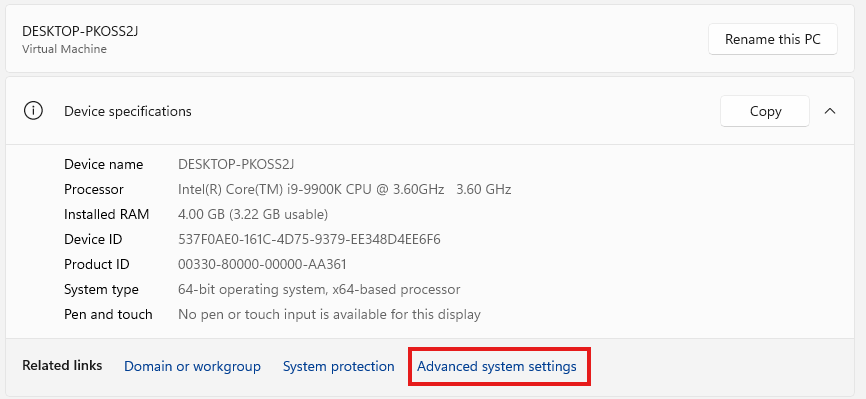 DESKTOP-PKOSS2J
Virtual Machine
Rename this PC
Device specifications
Copy
Device name DESKTOP-PKOSS2J
Processor Intel(R) Core(TM) i9-9900K CPU @ 3.60GHz 3.60 GHz
Installed RAM 4.00 GB (3.22 GB usable)
Device ID 537F0AE0-161C-4D75-9379-EE348D4EE6F6
Product ID 00330-80000-00000-AA361
System type 64-bit operating system, x64-based processor
Pen and touch No pen or touch input is available for this display
Related links Domain or workgroup System protection Advanced system settings